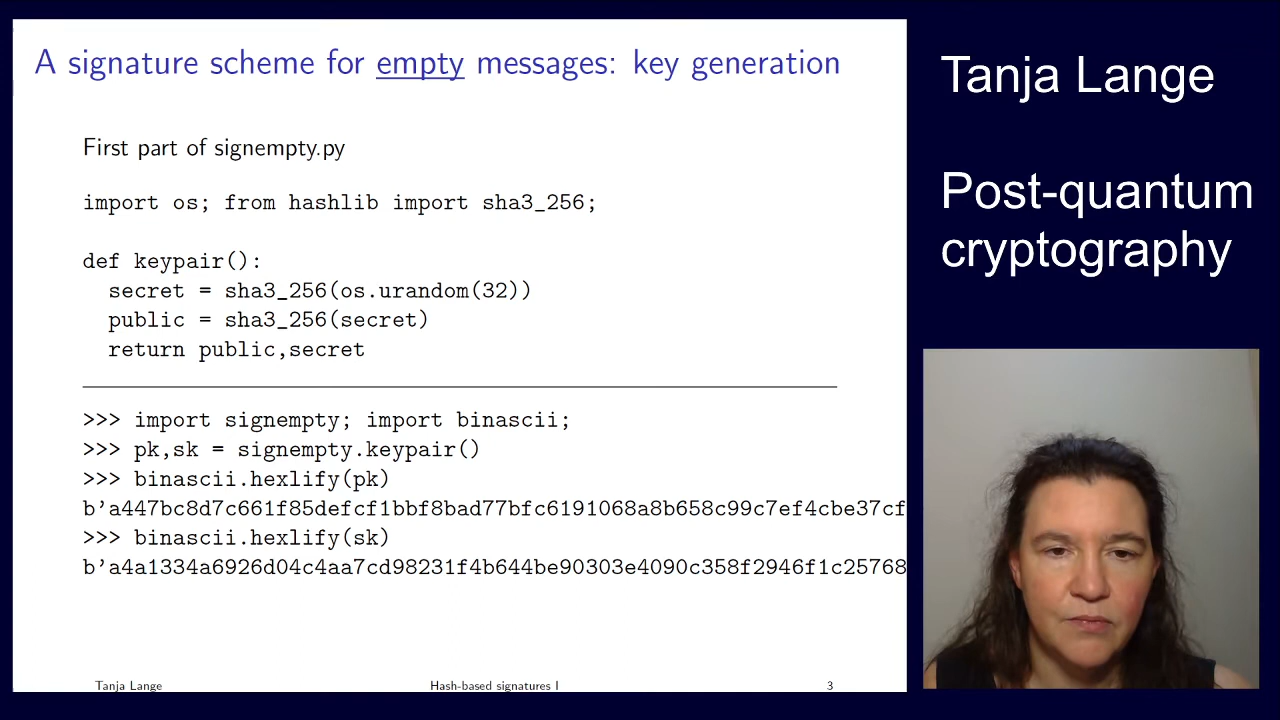 A signature scheme for empty messages: key generation
First part of signempty.py
import os; from hashlib import sha3_256;
def keypair():
secret = sha3_256(os.urandom(32))
public = sha3_256(secret)
return public,secret
>>> import signempty; import binascii;
>>> pk,sk = signempty.keypair()
>>> binascii.hexlify(pk)
b’a447bc8d7c661f85defcf1bbf8bad77bfc6191068a8b658c99c7ef4cbe37cf
>>> binascii.hexlify(sk)
b’a4a1334a6926d04c4aa7cd98231f4b644be90303e4090c358f2946f1c25768
Tanja Lange
Hash-based signatures I
3
Tanja Lange
Post-quantum
cryptography